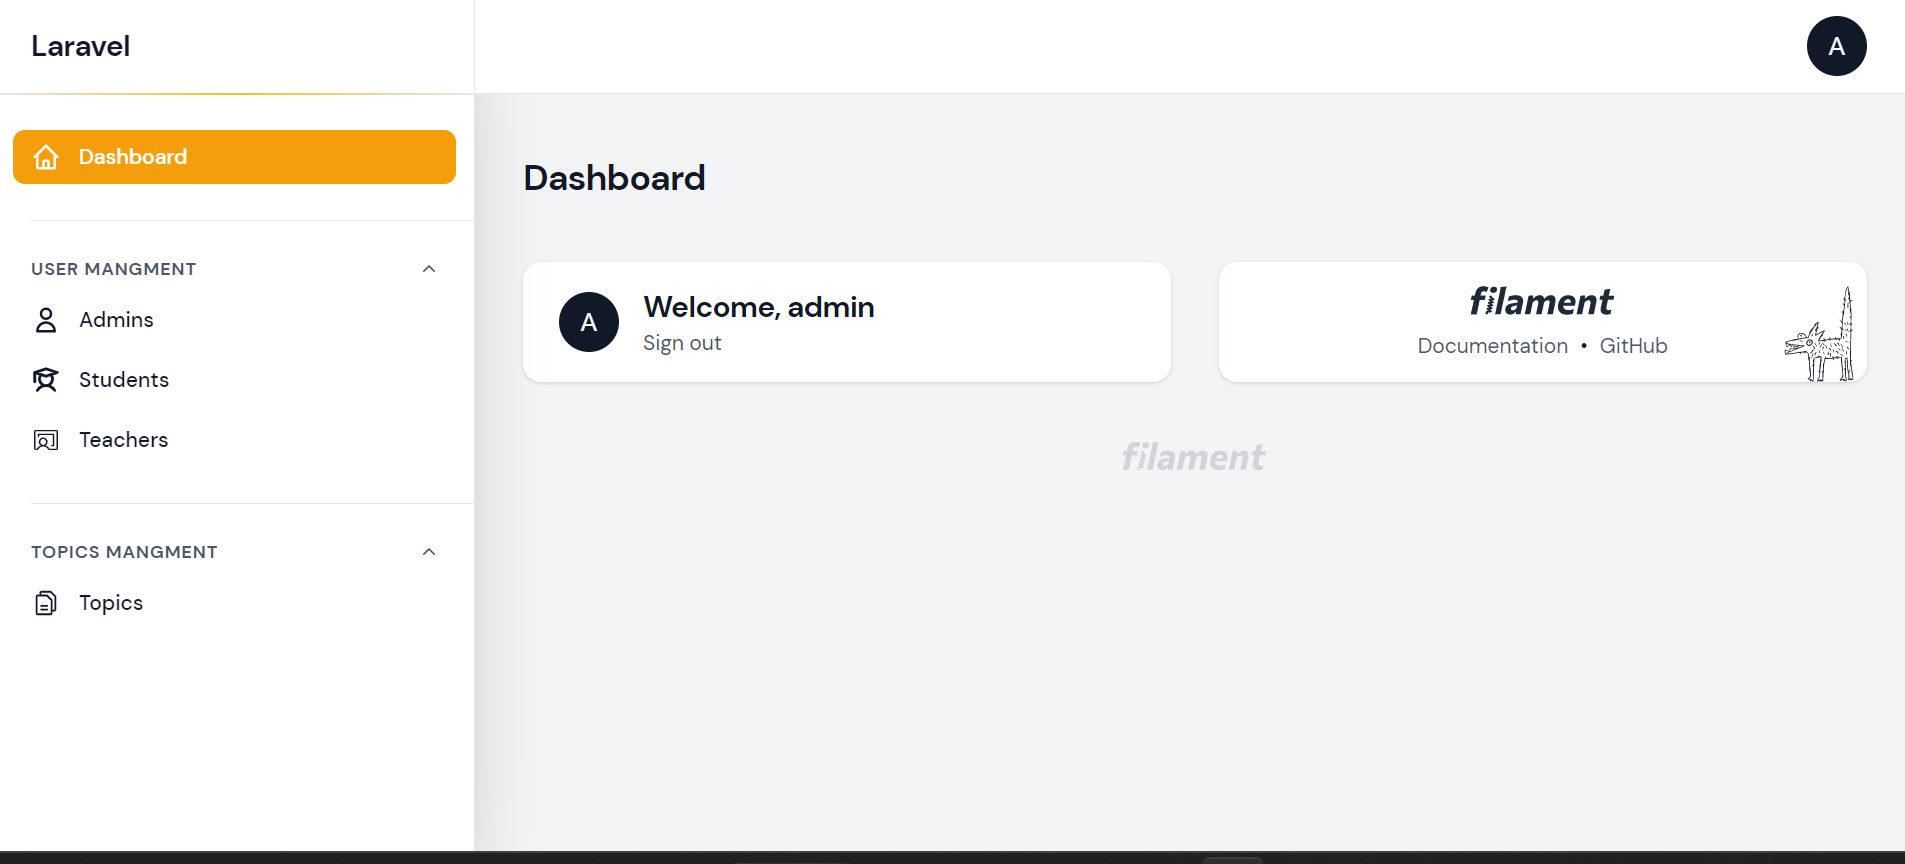 Laravel
A
Dashboard
USER MANGMENT
Admins
Students
Teachers
TOPICS MANGMENT
Topics
Dashboard
A
Welcome, admin
Sign out
filament
Documentation • GitHub
filament